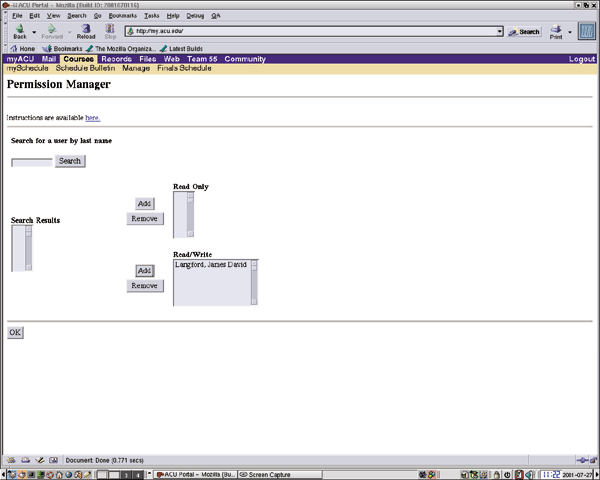 ACU Portal - Mozilla {Build ID: 2001070116}
File Edit View Search Go Bookmarks Tasks Help Debug QA
Back Forward Reload Stop http://my.acu.edu/ Search Print
Home Bookmarks The Mozilla Organiza... Latest Builds
myACU Mail Courses Records Files Web Team 55 Community Logout
mySchedule Schedule Bulletin Manage Finals Schedule
Permission Manager
Instructions are available here.
Search for a user by last name
Search
Read Only
Add
Remove
Search Results
Read/Write
Langford, James David
Add
Remove
OK
Document: Done (0.771 secs)
ACU Portal - Mozilla {Bu... Screen Capture 11:22 2001-07-27